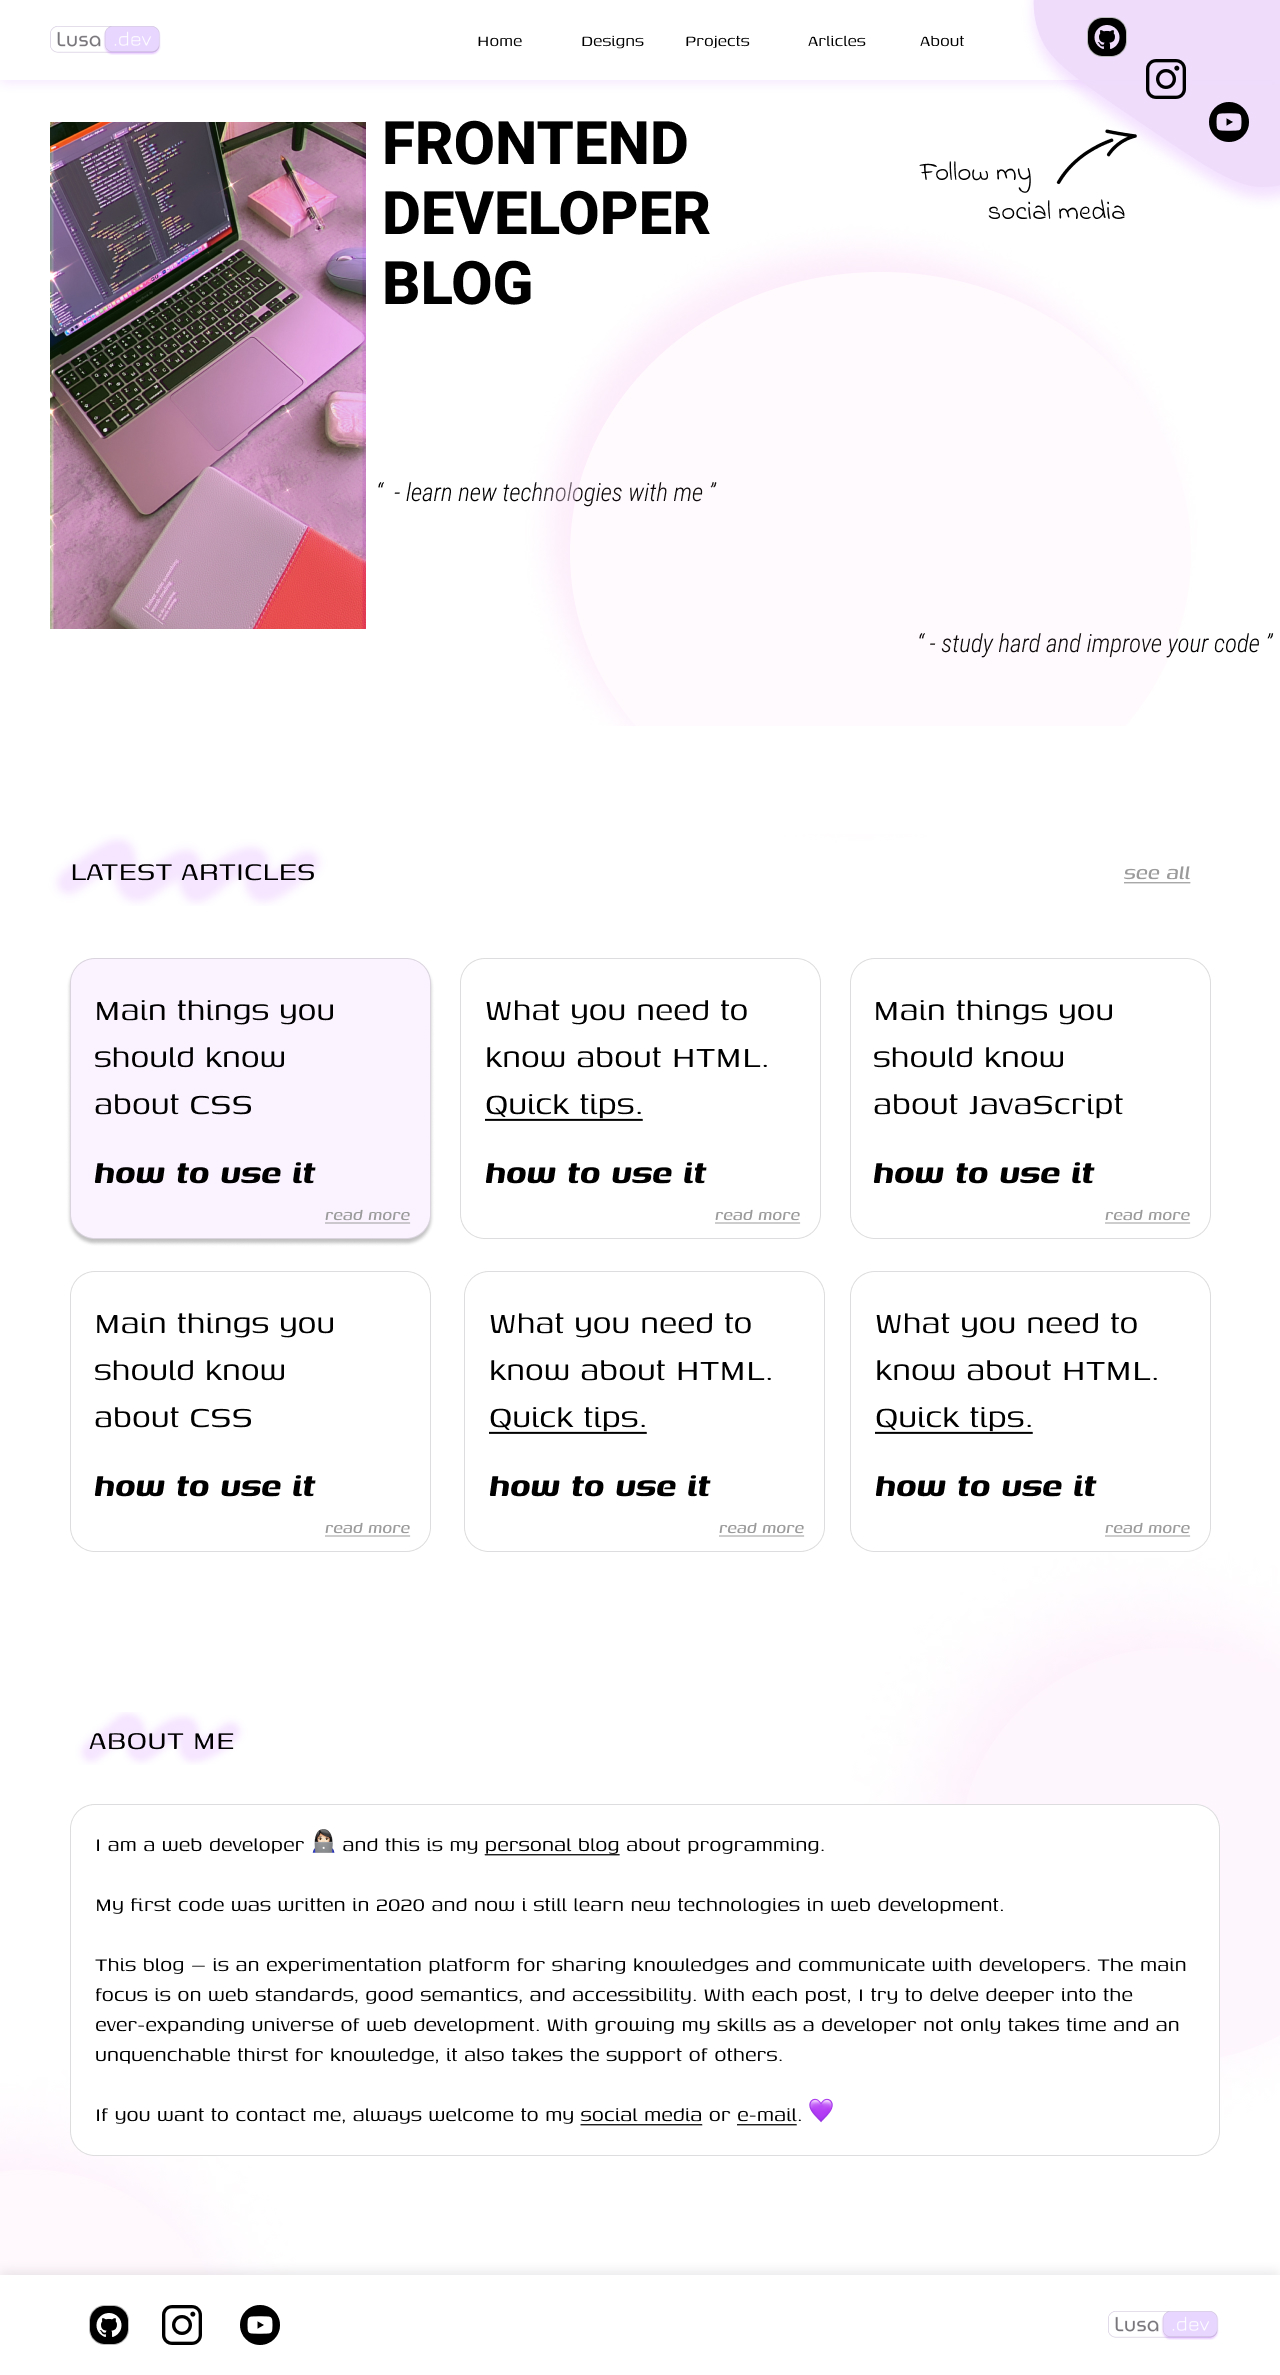 Lusa .dev
Home Designs Projects Articles About
FRONTEND
DEVELOPER
BLOG
Follow my
social media
“ - learn new technologies with me ”
“ - study hard and improve your code ”
LATEST ARTICLES
see all
Main things you
should know
about CSS
how to use it
read more
What you need to
know about HTML.
Quick tips.
how to use it
read more
Main things you
should know
about JavaScript
how to use it
read more
Main things you
should know
about CSS
how to use it
read more
What you need to
know about HTML.
Quick tips.
how to use it
read more
What you need to
know about HTML.
Quick tips.
how to use it
read more
ABOUT ME
I am a web developer 👩🏻‍💻 and this is my personal blog about programming.
My first code was written in 2020 and now i still learn new technologies in web development.
This blog — is an experimentation platform for sharing knowledges and communicate with developers. The main
focus is on web standards, good semantics, and accessibility. With each post, I try to delve deeper into the
ever-expanding universe of web development. With growing my skills as a developer not only takes time and an
unquenchable thirst for knowledge, it also takes the support of others.
If you want to contact me, always welcome to my social media or e-mail. 💜
Lusa .dev